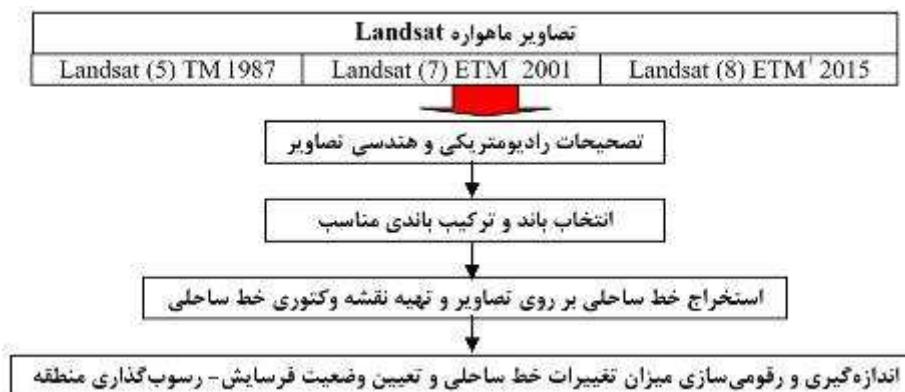 تصاویر ماهواره Landsat
Landsat (5) TM 1987 Landsat (7) ETM 2001 Landsat (8) ETM+ 2015
تصحیحات رادیومتریکی و هندسی تصاویر
انتخاب باند و ترکیب باندی مناسب
استخراج خط ساحلی بر روی تصاویر و تهیه نقشه وکتوری خط ساحلی
اندازه‌گیری و رقومی‌سازی میزان تغییرات خط ساحلی و تعیین وضعیت فرسایش- رسوب‌گذاری منطقه